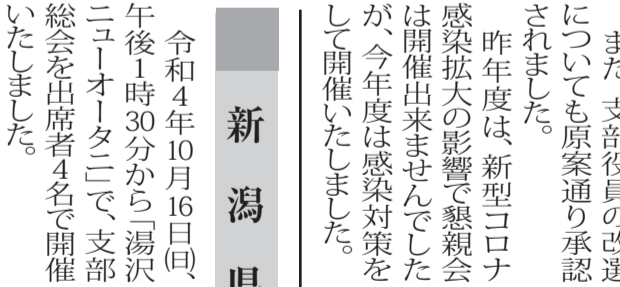 また、支部役員の改選
についても原案通り承認
されました。
昨年度は、新型コロナ
感染拡大の影響で懇親会
は開催出来ませんでした
が、今年度は感染対策を
して開催いたしました。
新潟県
令和4年10月16日㈰、
午後1時30分から「湯沢
ニューオータニ」で、支部
総会を出席者4名で開催
いたしました。